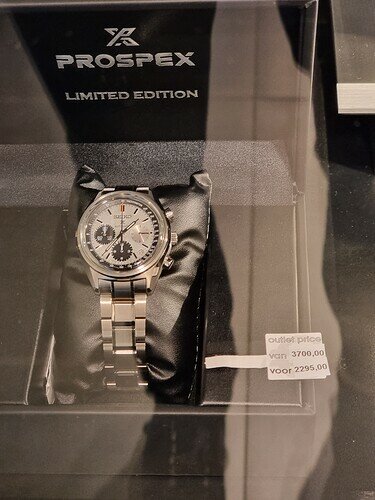 PROSPEX
LIMITED EDITION
SEIKO
outlet price
van 3700,00
voor 2295,00